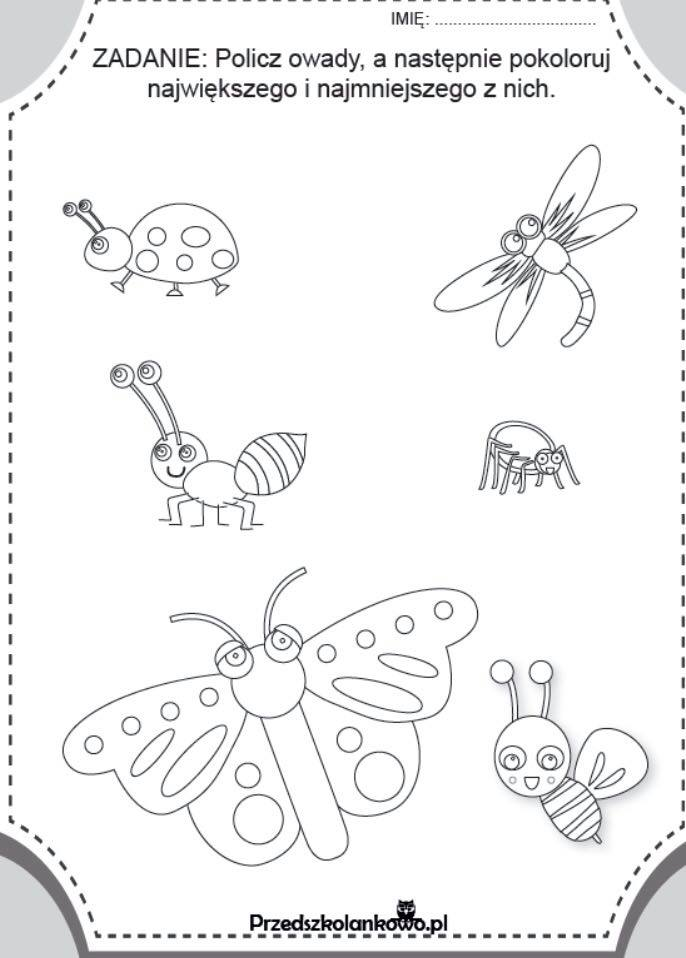 IMIĘ: ..................................
ZADANIE: Policz owady, a następnie pokoloruj
największego i najmniejszego z nich.
Przedszkolankowo.pl